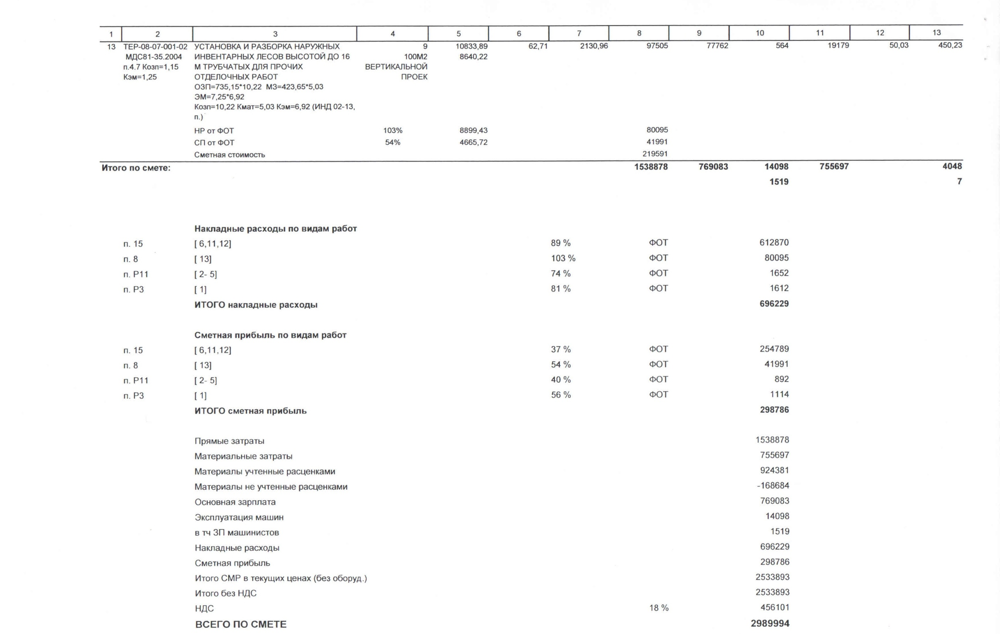 1 2 3 4 5 6 7 8 9 10 11 12 13
13 ТЕР-08-07-001-02 УСТАНОВКА И РАЗБОРКА НАРУЖНЫХ 9 10833,89 62,71 2130,96 97505 77762 564 19179 50,03 450,23
МДС81-35.2004 ИНВЕНТАРНЫХ ЛЕСОВ ВЫСОТОЙ ДО 16 100М2 8640,22
п.4.7 Козп=1,15 М ТРУБЧАТЫХ ДЛЯ ПРОЧИХ ВЕРТИКАЛЬНОЙ
Кэм=1,25 ОТДЕЛОЧНЫХ РАБОТ ПРОЕК
ОЗП=735,15*10,22 МЗ=423,65*5,03
ЭМ=7,25*6,92
Козп=10,22 Кмат=5,03 Кэм=6,92 (ИНД 02-13,
п.)
НР от ФОТ 103% 8899,43 80095
СП от ФОТ 54% 4665,72 41991
Сметная стоимость 219591
Итого по смете: 1538878 769083 14098 755697 4048
1519 7
Накладные расходы по видам работ
п. 15 [ 6,11,12] 89 % ФОТ 612870
п. 8 [ 13] 103 % ФОТ 80095
п. Р11 [ 2- 5] 74 % ФОТ 1652
п. Р3 [ 1] 81 % ФОТ 1612
ИТОГО накладные расходы 696229
Сметная прибыль по видам работ
п. 15 [ 6,11,12] 37 % ФОТ 254789
п. 8 [ 13] 54 % ФОТ 41991
п. Р11 [ 2- 5] 40 % ФОТ 892
п. Р3 [ 1] 56 % ФОТ 1114
ИТОГО сметная прибыль 298786
Прямые затраты 1538878
Материальные затраты 755697
Материалы учтенные расценками 924381
Материалы не учтенные расценками -168684
Основная зарплата 769083
Эксплуатация машин 14098
в тч ЗП машинистов 1519
Накладные расходы 696229
Сметная прибыль 298786
Итого СМР в текущих ценах (без оборуд.) 2533893
Итого без НДС 2533893
НДС 18 % 456101
ВСЕГО ПО СМЕТЕ 2989994